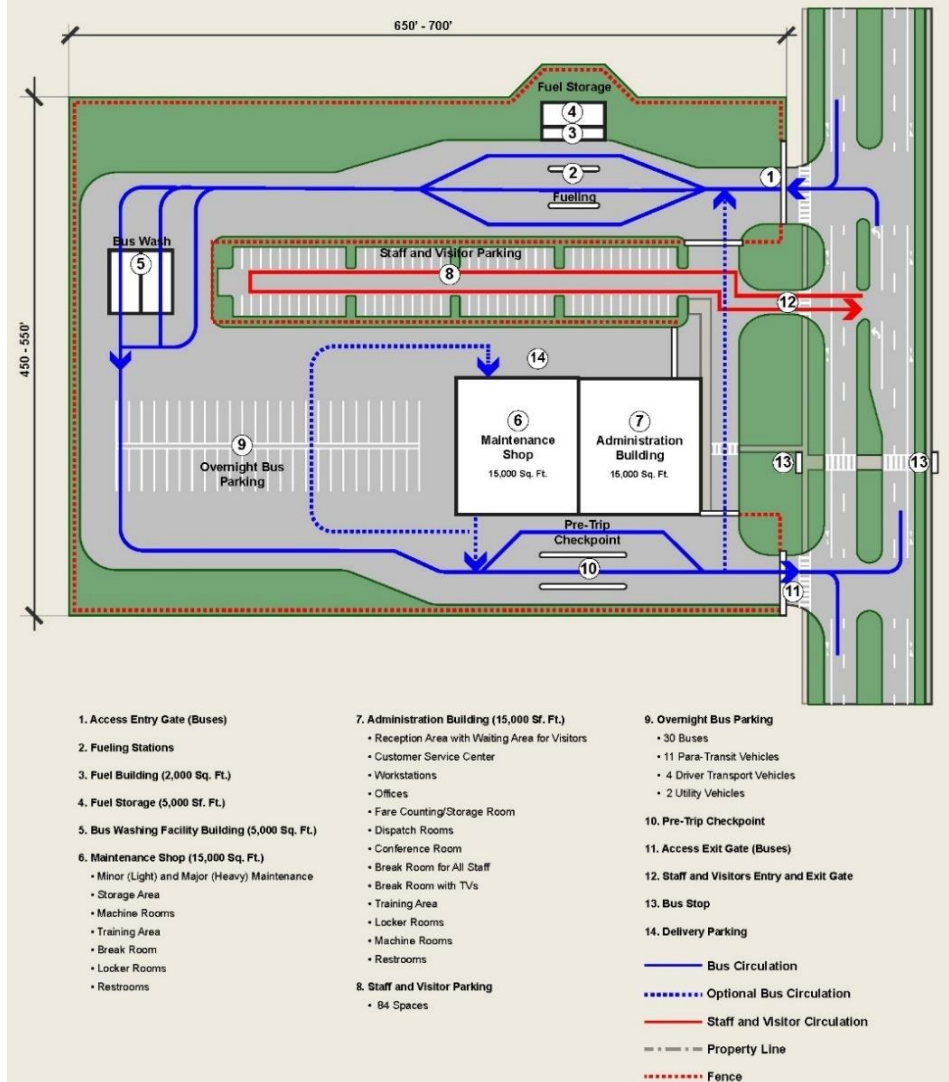 650' - 700'
450 - 550'
Fuel Storage
4
3
2
Fueling
1
Bus Wash
5
Staff and Visitor Parking
8
12
14
6
Maintenance
Shop
15,000 Sq. Ft.
7
Administration
Building
15,000 Sq. Ft.
9
Overnight Bus
Parking
13
13
Pre-Trip
Checkpoint
10
11
1. Access Entry Gate (Buses)
2. Fueling Stations
3. Fuel Building (2,000 Sq. Ft.)
4. Fuel Storage (5,000 Sf. Ft.)
5. Bus Washing Facility Building (5,000 Sq. Ft.)
6. Maintenance Shop (15,000 Sq. Ft.)
• Minor (Light) and Major (Heavy) Maintenance
• Storage Area
• Machine Rooms
• Training Area
• Break Room
• Locker Rooms
• Restrooms
7. Administration Building (15,000 Sf. Ft.)
• Reception Area with Waiting Area for Visitors
• Customer Service Center
• Workstations
• Offices
• Fare Counting/Storage Room
• Dispatch Rooms
• Conference Room
• Break Room for All Staff
• Break Room with TVs
• Training Area
• Locker Rooms
• Machine Rooms
• Restrooms
8. Staff and Visitor Parking
• 84 Spaces
9. Overnight Bus Parking
• 30 Buses
• 11 Para-Transit Vehicles
• 4 Driver Transport Vehicles
• 2 Utility Vehicles
10. Pre-Trip Checkpoint
11. Access Exit Gate (Buses)
12. Staff and Visitors Entry and Exit Gate
13. Bus Stop
14. Delivery Parking
Bus Circulation
Optional Bus Circulation
Staff and Visitor Circulation
Property Line
Fence